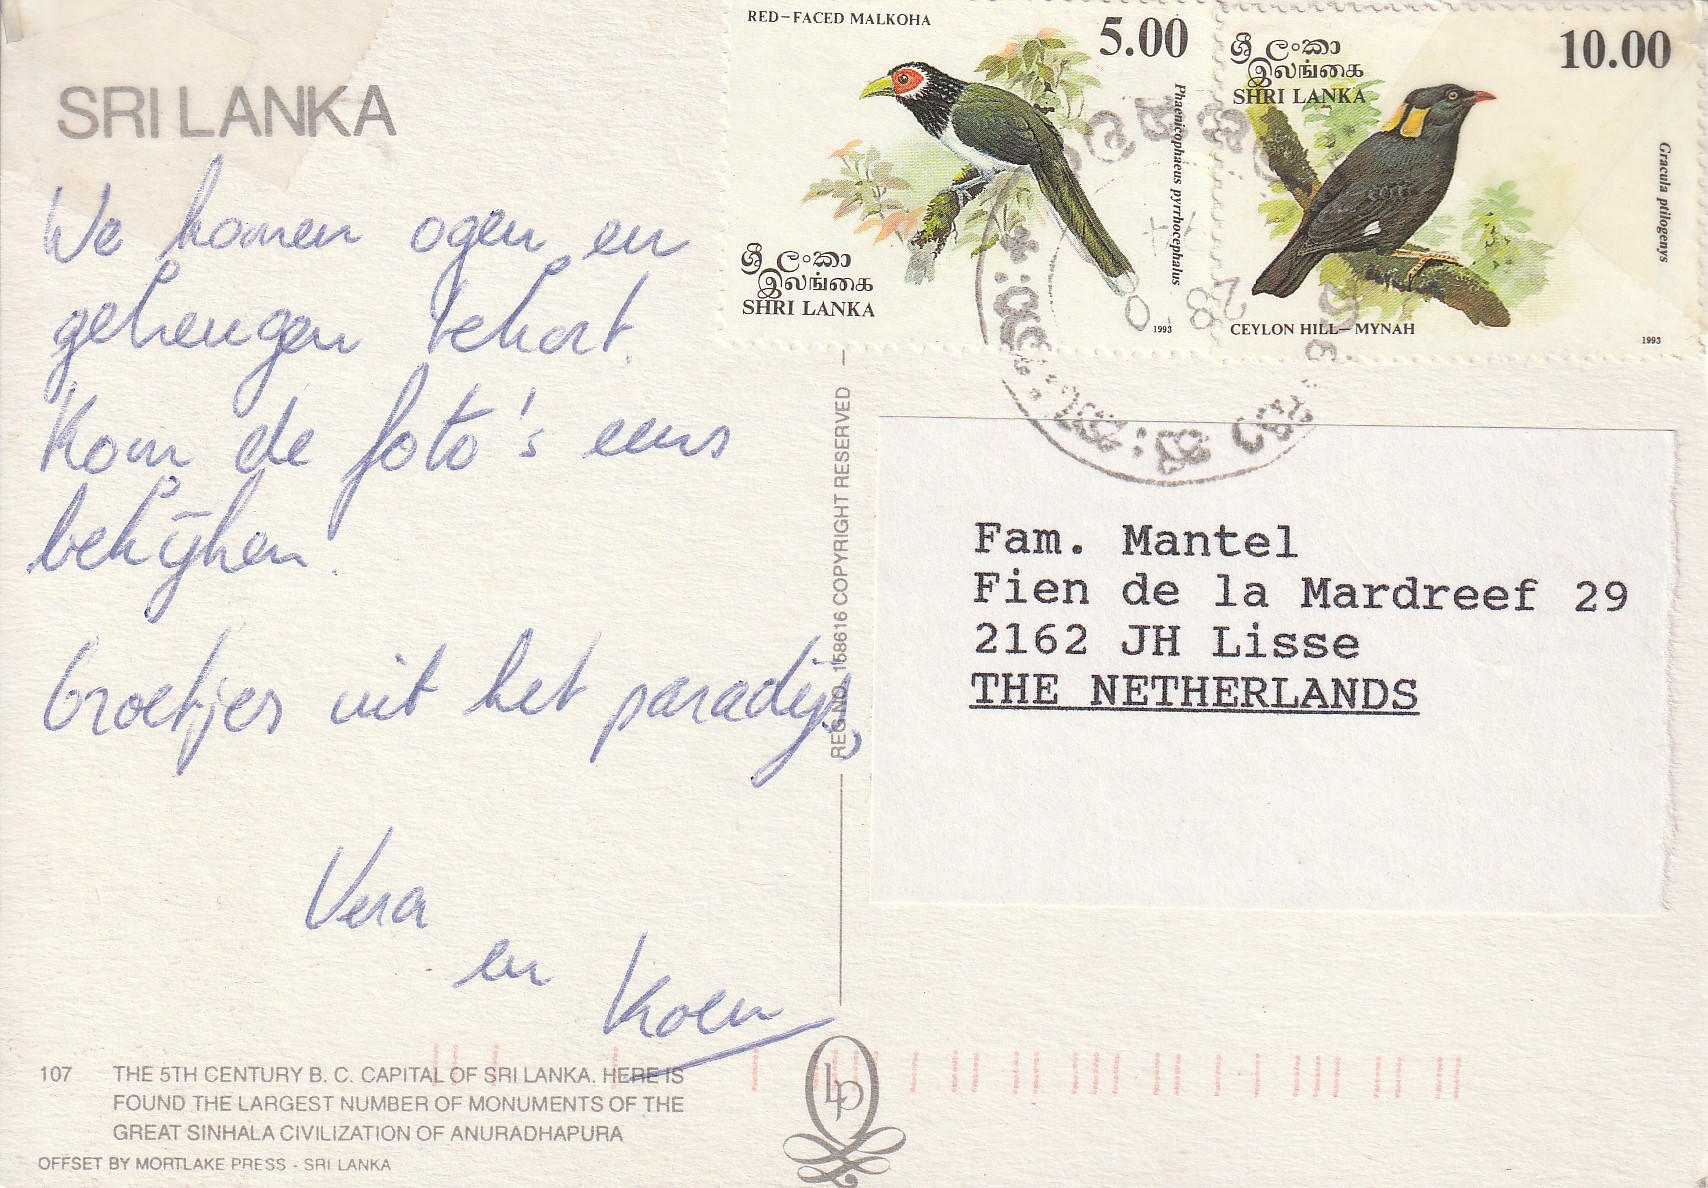 SRI LANKA
We komen ogen en
geheugen tekort.
Kom de foto's eens
bekijken.
Groetjes uit het paradijs,
Vera
en
Koen
107 THE 5TH CENTURY B. C. CAPITAL OF SRI LANKA. HERE IS
FOUND THE LARGEST NUMBER OF MONUMENTS OF THE
GREAT SINHALA CIVILIZATION OF ANURADHAPURA
OFFSET BY MORTLAKE PRESS - SRI LANKA
REG.NO. 158616 COPYRIGHT RESERVED
LP
RED-FACED MALKOHA
5.00
Phaenicophaeus pyrrhocephalus
ශ්‍රී ලංකා
இலங்கை
SHRI LANKA
1993
ශ්‍රී ලංකා
இலங்கை
SHRI LANKA
10.00
Gracula ptilogenys
CEYLON HILL-MYNAH
1993
Fam. Mantel
Fien de la Mardreef 29
2162 JH Lisse
THE NETHERLANDS